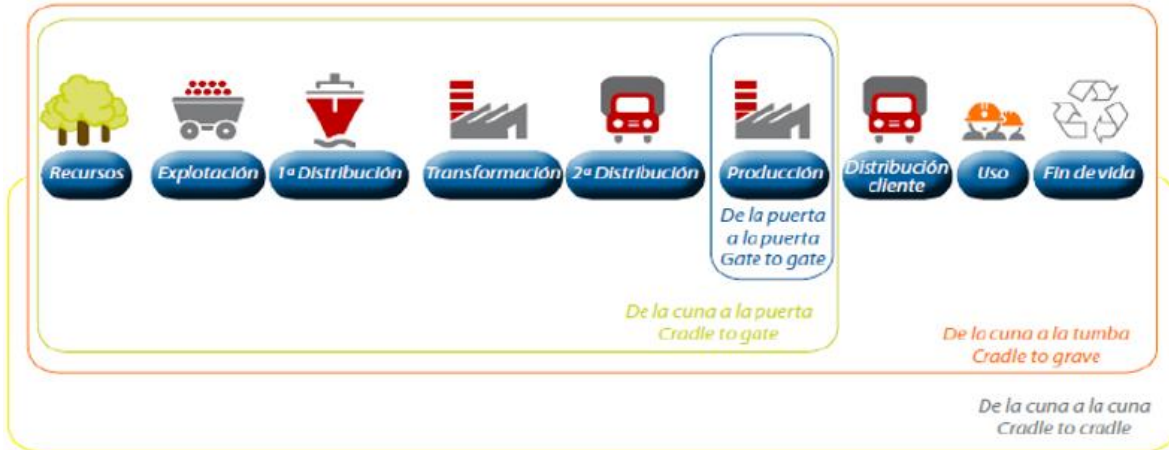 Recursos
Explotación
1ª Distribución
Transformación
2ª Distribución
Producción
Distribución
cliente
Uso
Fin de vida
De la puerta
a la puerta
Gate to gate
De la cuna a la puerta
Cradle to gate
De la cuna a la tumba
Cradle to grave
De la cuna a la cuna
Cradle to cradle